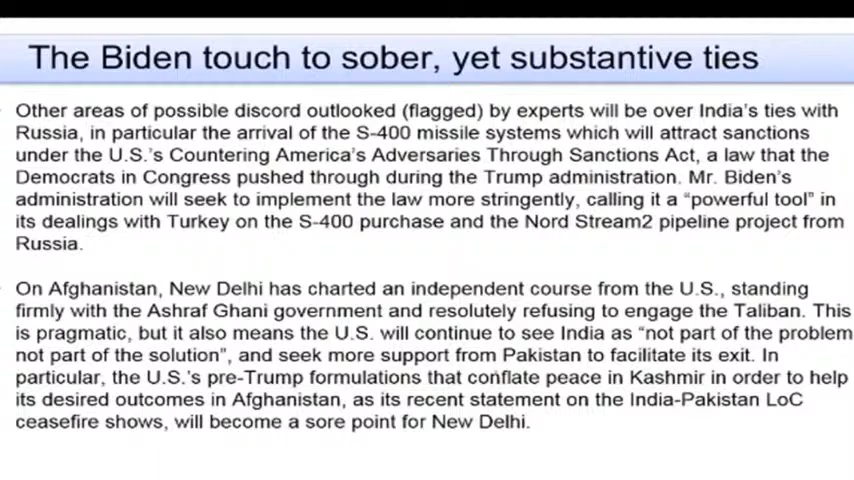 The Biden touch to sober, yet substantive ties
Other areas of possible discord outlooked (flagged) by experts will be over India's ties with
Russia, in particular the arrival of the S-400 missile systems which will attract sanctions
under the U.S.'s Countering America's Adversaries Through Sanctions Act, a law that the
Democrats in Congress pushed through during the Trump administration. Mr. Biden's
administration will seek to implement the law more stringently, calling it a “powerful tool” in
its dealings with Turkey on the S-400 purchase and the Nord Stream2 pipeline project from
Russia.
On Afghanistan, New Delhi has charted an independent course from the U.S., standing
firmly with the Ashraf Ghani government and resolutely refusing to engage the Taliban. This
is pragmatic, but it also means the U.S. will continue to see India as “not part of the problem
not part of the solution”, and seek more support from Pakistan to facilitate its exit. In
particular, the U.S.'s pre-Trump formulations that conflate peace in Kashmir in order to help
its desired outcomes in Afghanistan, as its recent statement on the India-Pakistan LoC
ceasefire shows, will become a sore point for New Delhi.